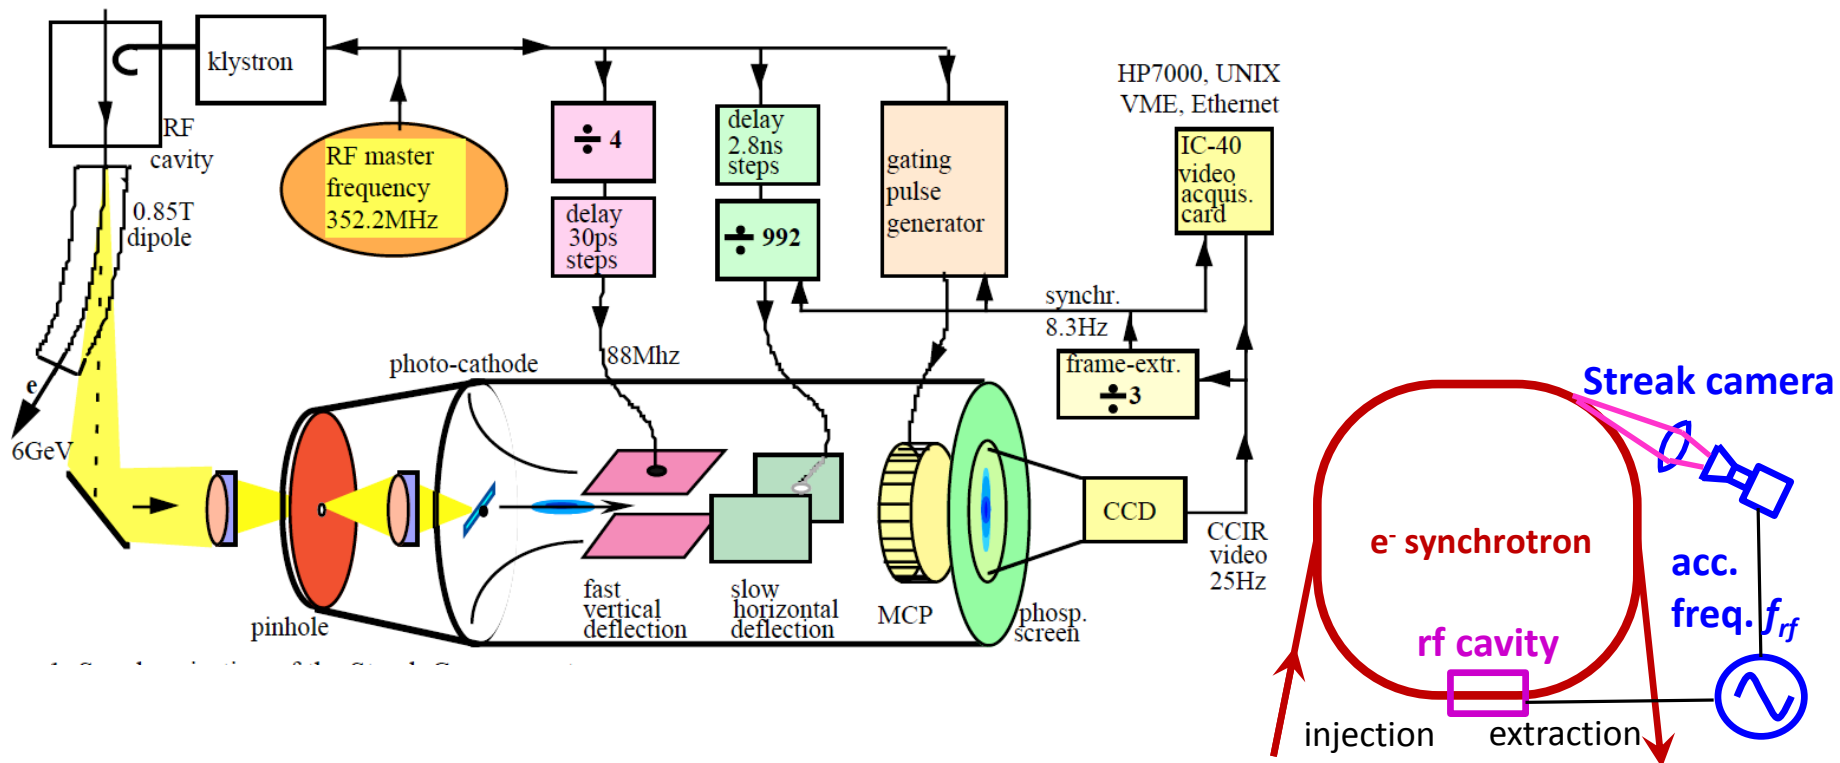 klystron
RF
cavity
RF master
frequency
352.2MHz
0.85T
dipole
÷ 4
delay
30ps
steps
delay
2.8ns
steps
÷ 992
gating
pulse
generator
HP7000, UNIX
VME, Ethernet
IC-40
video
acquis.
card
synchr.
8.3Hz
frame-extr.
÷3
88Mhz
photo-cathode
e
6GeV
pinhole
fast
vertical
deflection
slow
horizontal
deflection
MCP
phosp.
screen
CCD
CCIR
video
25Hz
Streak camera
e- synchrotron
acc.
freq. frf
rf cavity
injection
extraction